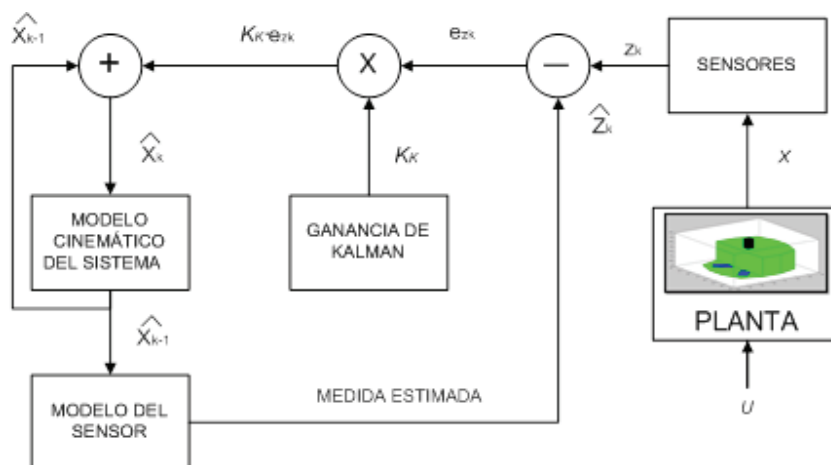 X̂k-1
+
KK·ezk
X
ezk
—
zk
SENSORES
Ẑk
X̂k
KK
X
MODELO
CINEMÁTICO
DEL SISTEMA
GANANCIA DE
KALMAN
PLANTA
X̂k-1
MEDIDA ESTIMADA
MODELO DEL
SENSOR
U